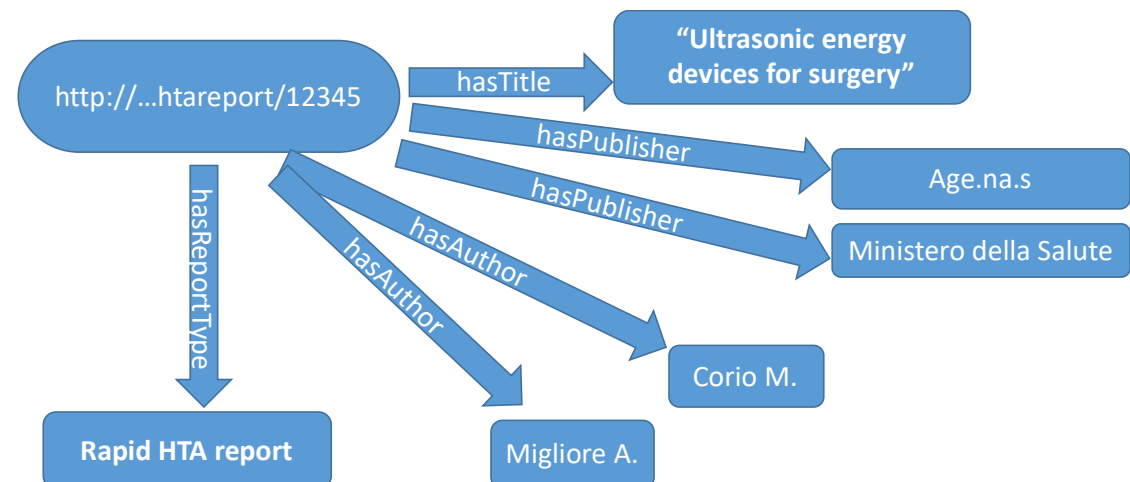 “Ultrasonic energy
devices for surgery”
http://…htareport/12345
hasTitle
hasPublisher
Age.na.s
hasPublisher
Ministero della Salute
hasReportType
hasAuthor
hasAuthor
Corio M.
Rapid HTA report
Migliore A.